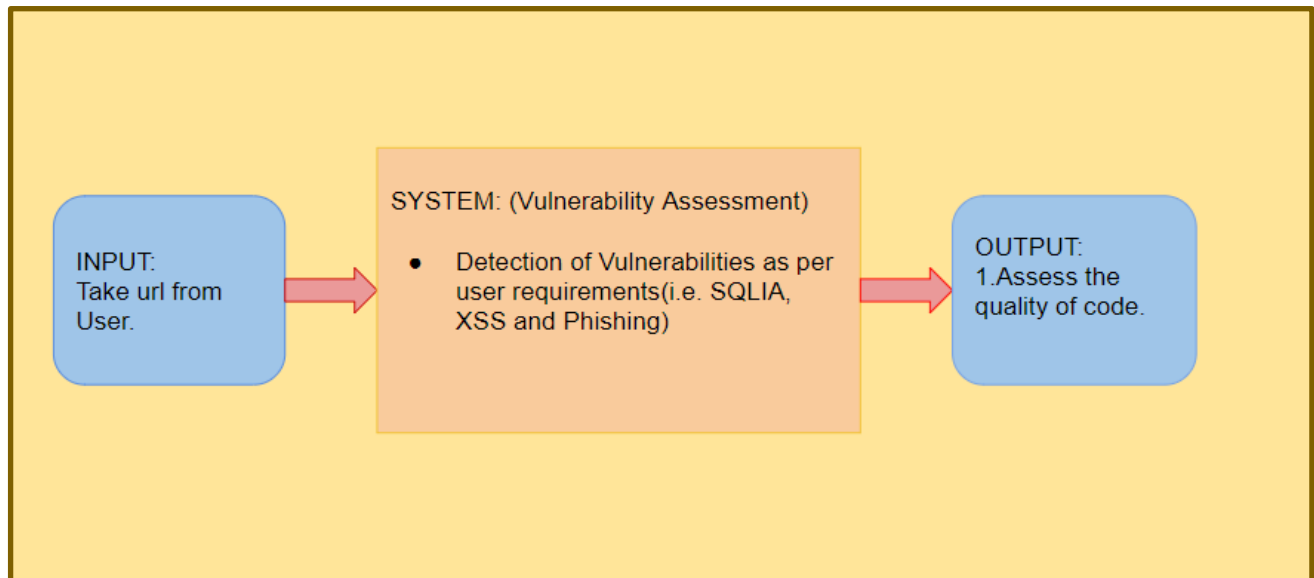 INPUT:
Take url from
User.
SYSTEM: (Vulnerability Assessment)
● Detection of Vulnerabilities as per
user requirements(i.e. SQLIA,
XSS and Phishing)
OUTPUT:
1.Assess the
quality of code.